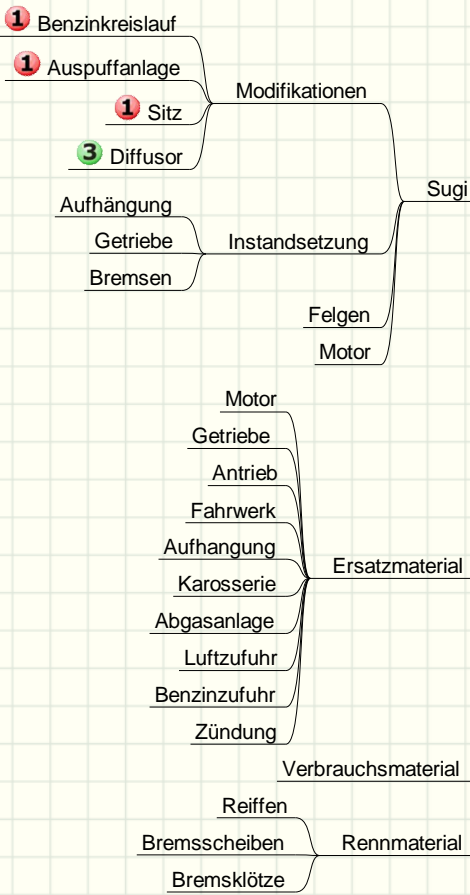 1 Benzinkreislauf
1 Auspuffanlage
Modifikationen
1 Sitz
3 Diffusor
Sugi
Aufhängung
Getriebe
Instandsetzung
Bremsen
Felgen
Motor
Motor
Getriebe
Antrieb
Fahrwerk
Aufhangung
Ersatzmaterial
Karosserie
Abgasanlage
Luftzufuhr
Benzinzufuhr
Zündung
Verbrauchsmaterial
Reiffen
Bremsscheiben
Rennmaterial
Bremsklötze